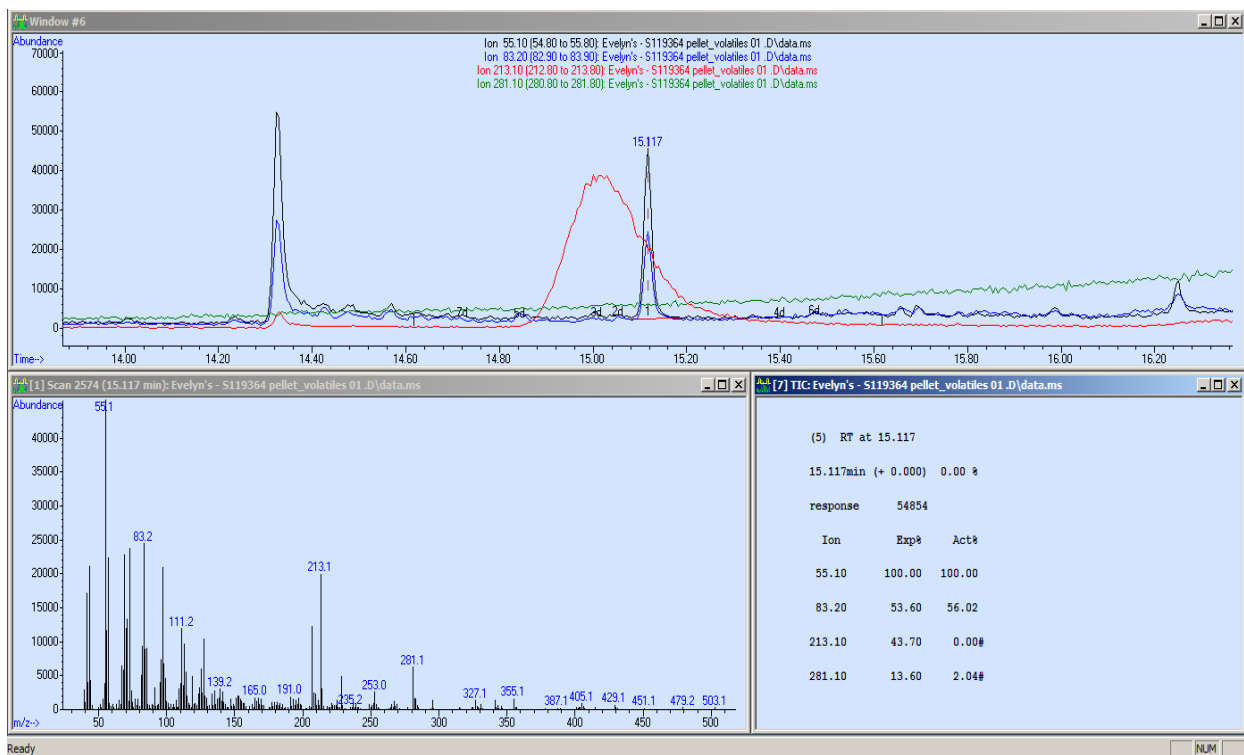 Window #6
Abundance
Ion 55.10 (54.80 to 55.80): Evelyn's - S119364 pellet_volatiles 01 .D\data.ms
Ion 83.20 (82.90 to 83.90): Evelyn's - S119364 pellet_volatiles 01 .D\data.ms
Ion 213.10 (212.80 to 213.80): Evelyn's - S119364 pellet_volatiles 01 .D\data.ms
Ion 281.10 (280.80 to 281.80): Evelyn's - S119364 pellet_volatiles 01 .D\data.ms
70000
60000
50000
40000
30000
20000
10000
0
15.117
7d 3d 2d 4d 6d
Time-->
14.00 14.20 14.40 14.60 14.80 15.00 15.20 15.40 15.60 15.80 16.00 16.20
[1] Scan 2574 (15.117 min): Evelyn's - S119364 pellet_volatiles 01 .D\data.ms
Abundance
40000
35000
30000
25000
20000
15000
10000
5000
0
55.1
83.2
111.2
139.2
165.0
191.0
213.1
235.2
253.0
281.1
327.1
355.1
387.1
405.1
429.1
451.1
479.2
503.1
m/z-->
50 100 150 200 250 300 350 400 450 500
[7] TIC: Evelyn's - S119364 pellet_volatiles 01 .D\data.ms
(5) RT at 15.117
15.117min (+ 0.000) 0.00 %
response 54854
Ion Exp% Act%
55.10 100.00 100.00
83.20 53.60 56.02
213.10 43.70 0.00#
281.10 13.60 2.04#
Ready
NUM